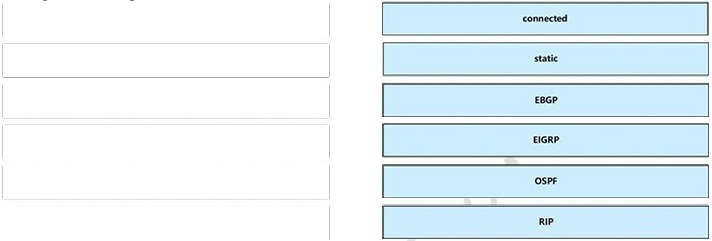 connected
static
EBGP
EIGRP
OSPF
RIP